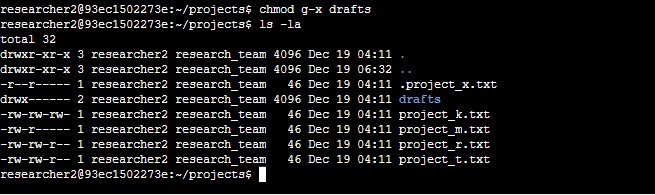 researcher2@93ec1502273e:~/projects$ chmod g-x drafts
researcher2@93ec1502273e:~/projects$ ls -la
total 32
drwxr-xr-x 3 researcher2 research_team 4096 Dec 19 04:11 .
drwxr-xr-x 3 researcher2 research_team 4096 Dec 19 06:32 ..
-r--r----- 1 researcher2 research_team   46 Dec 19 04:11 .project_x.txt
drwx------ 2 researcher2 research_team 4096 Dec 19 04:11 drafts
-rw-rw-rw- 1 researcher2 research_team   46 Dec 19 04:11 project_k.txt
-rw-r----- 1 researcher2 research_team   46 Dec 19 04:11 project_m.txt
-rw-rw-r-- 1 researcher2 research_team   46 Dec 19 04:11 project_r.txt
-rw-rw-r-- 1 researcher2 research_team   46 Dec 19 04:11 project_t.txt
researcher2@93ec1502273e:~/projects$